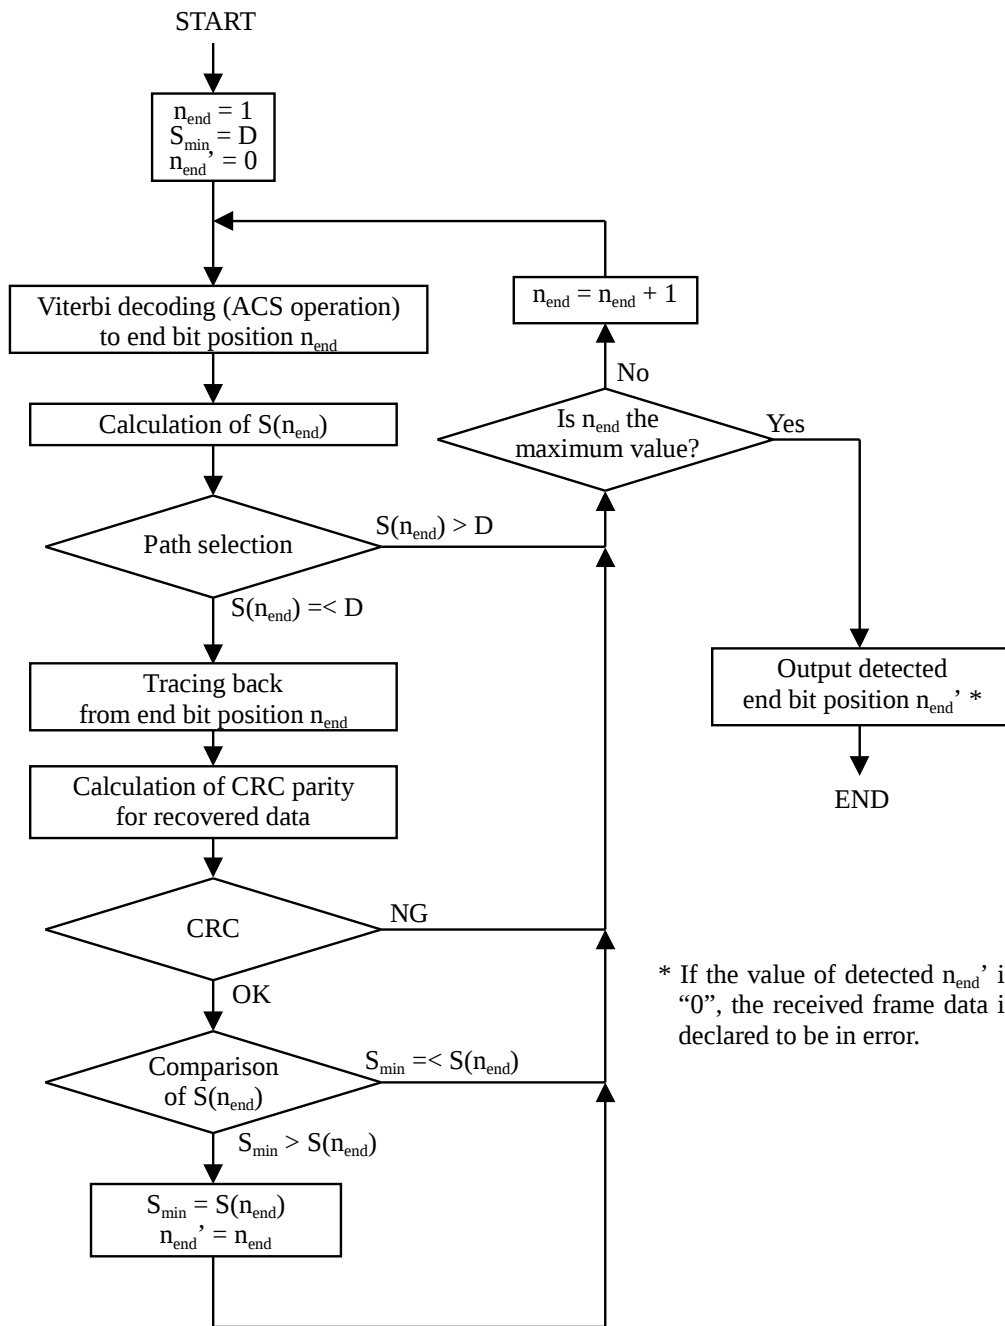 START
n_end = 1
S_min = D
n_end’ = 0
Viterbi decoding (ACS operation)
to end bit position n_end
n_end = n_end + 1
No
Calculation of S(n_end)
Is n_end the
maximum value?
Yes
Path selection
S(n_end) > D
S(n_end) =< D
Tracing back
from end bit position n_end
Output detected
end bit position n_end’ *
Calculation of CRC parity
for recovered data
END
CRC
NG
OK
* If the value of detected n_end’ i
“0”, the received frame data i
declared to be in error.
Comparison
of S(n_end)
S_min =< S(n_end)
S_min > S(n_end)
S_min = S(n_end)
n_end’ = n_end